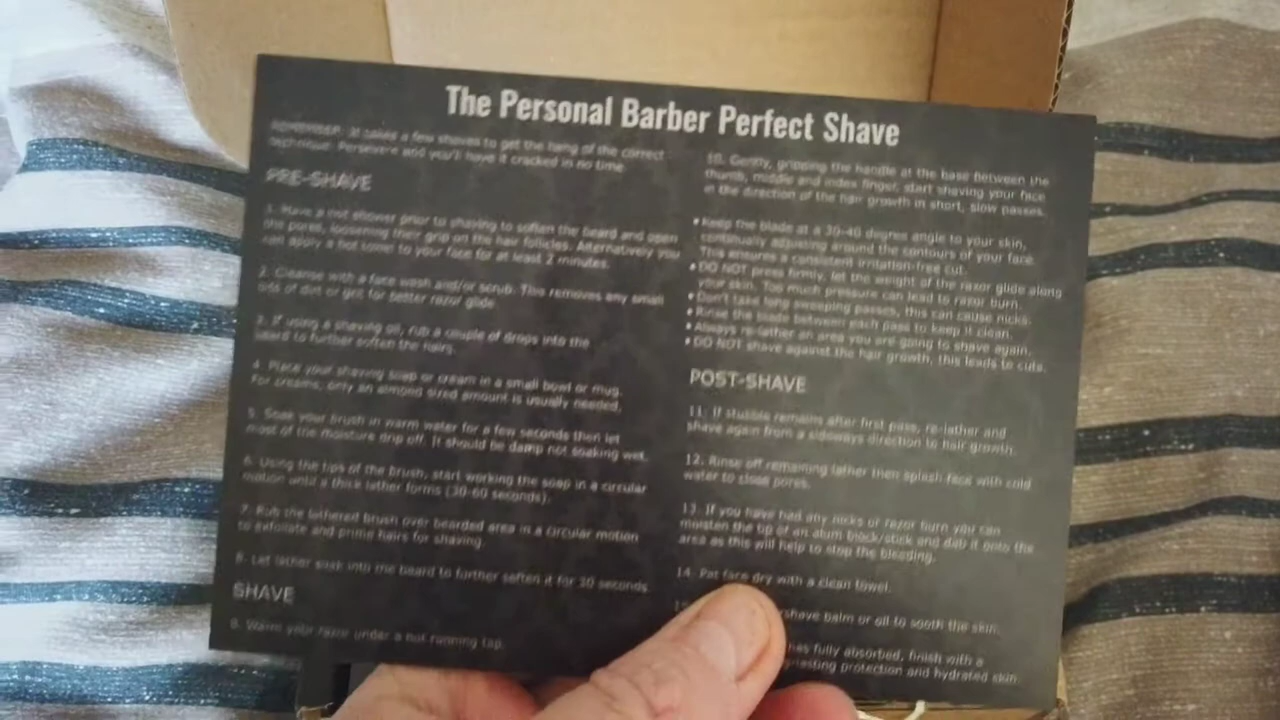 The Personal Barber Perfect Shave
REMEMBER: It takes a few shaves to get the hang of the correct
technique. Persevere and you'll have it cracked in no time.
PRE-SHAVE
1. Have a hot shower prior to shaving to soften the beard and open
the pores, loosening their grip on the hair follicles. Alternatively you
can apply a hot towel to your face for at least 2 minutes.
2. Cleanse with a face wash and/or scrub. This removes any small
bits of dirt or grit for better razor glide.
3. If using a shaving oil, rub a couple of drops into the
beard to further soften the hairs.
4. Place your shaving soap or cream in a small bowl or mug.
For creams, only an almond sized amount is usually needed.
5. Soak your brush in warm water for a few seconds then let
most of the moisture drip off. It should be damp not soaking wet.
6. Using the tips of the brush, start working the soap in a circular
motion until a thick lather forms (30-60 seconds).
7. Rub the lathered brush over bearded area in a circular motion
to exfoliate and prime hairs for shaving.
8. Let lather soak into the beard to further soften it for 30 seconds.
SHAVE
9. Warm your razor under a hot running tap.
10. Gently, gripping the handle at the base between the
thumb, middle and index finger, start shaving your face
in the direction of the hair growth in short, slow passes.
• Keep the blade at a 30-40 degree angle to your skin,
continually adjusting around the contours of your face.
This ensures a consistent irritation-free cut.
• DO NOT press firmly, let the weight of the razor glide along
your skin. Too much pressure can lead to razor burn.
• Don't take long sweeping passes, this can cause nicks.
• Rinse the blade between each pass to keep it clean.
• Always re-lather an area you are going to shave again.
• DO NOT shave against the hair growth, this leads to cuts.
POST-SHAVE
11. If stubble remains after first pass, re-lather and
shave again from a sideways direction to hair growth.
12. Rinse off remaining lather then splash face with cold
water to close pores.
13. If you have had any nicks or razor burn you can
moisten the tip of an alum block/stick and dab it onto the
area as this will help to stop the bleeding.
14. Pat face dry with a clean towel.
shave balm or oil to sooth the skin.
has fully absorbed, finish with a
lasting protection and hydrated skin.